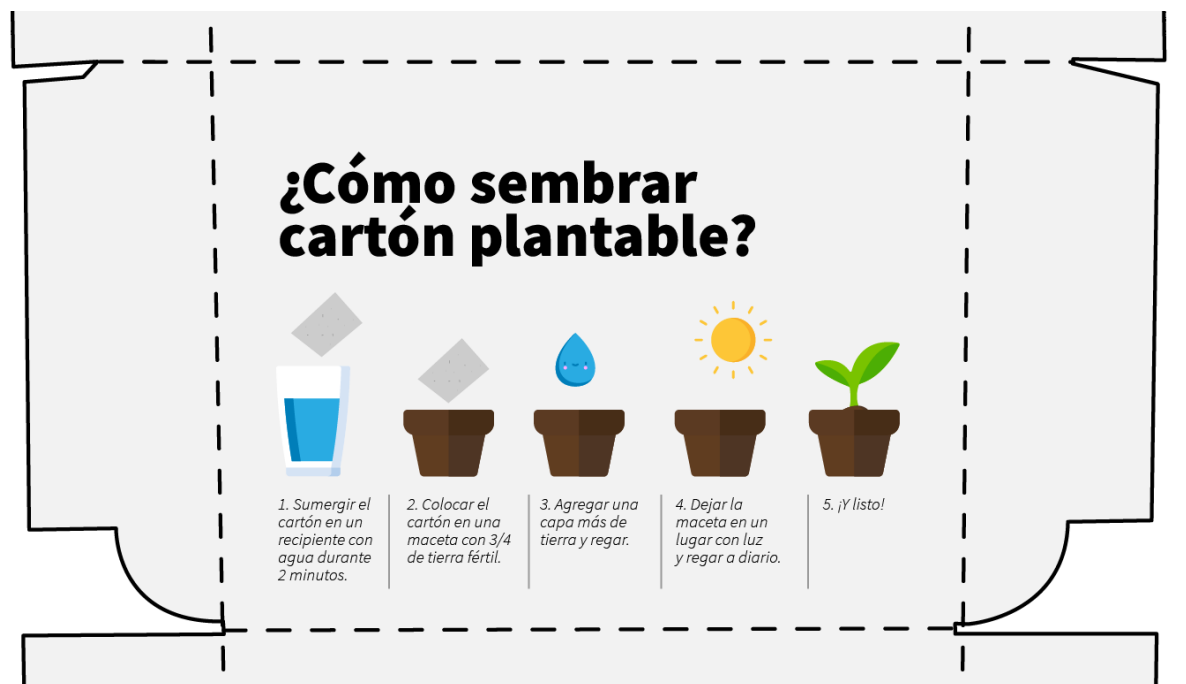 ¿Cómo sembrar
cartón plantable?
1. Sumergir el
cartón en un
recipiente con
agua durante
2 minutos.
2. Colocar el
cartón en una
maceta con 3/4
de tierra fértil.
3. Agregar una
capa más de
tierra y regar.
4. Dejar la
maceta en un
lugar con luz
y regar a diario.
5. ¡Y listo!